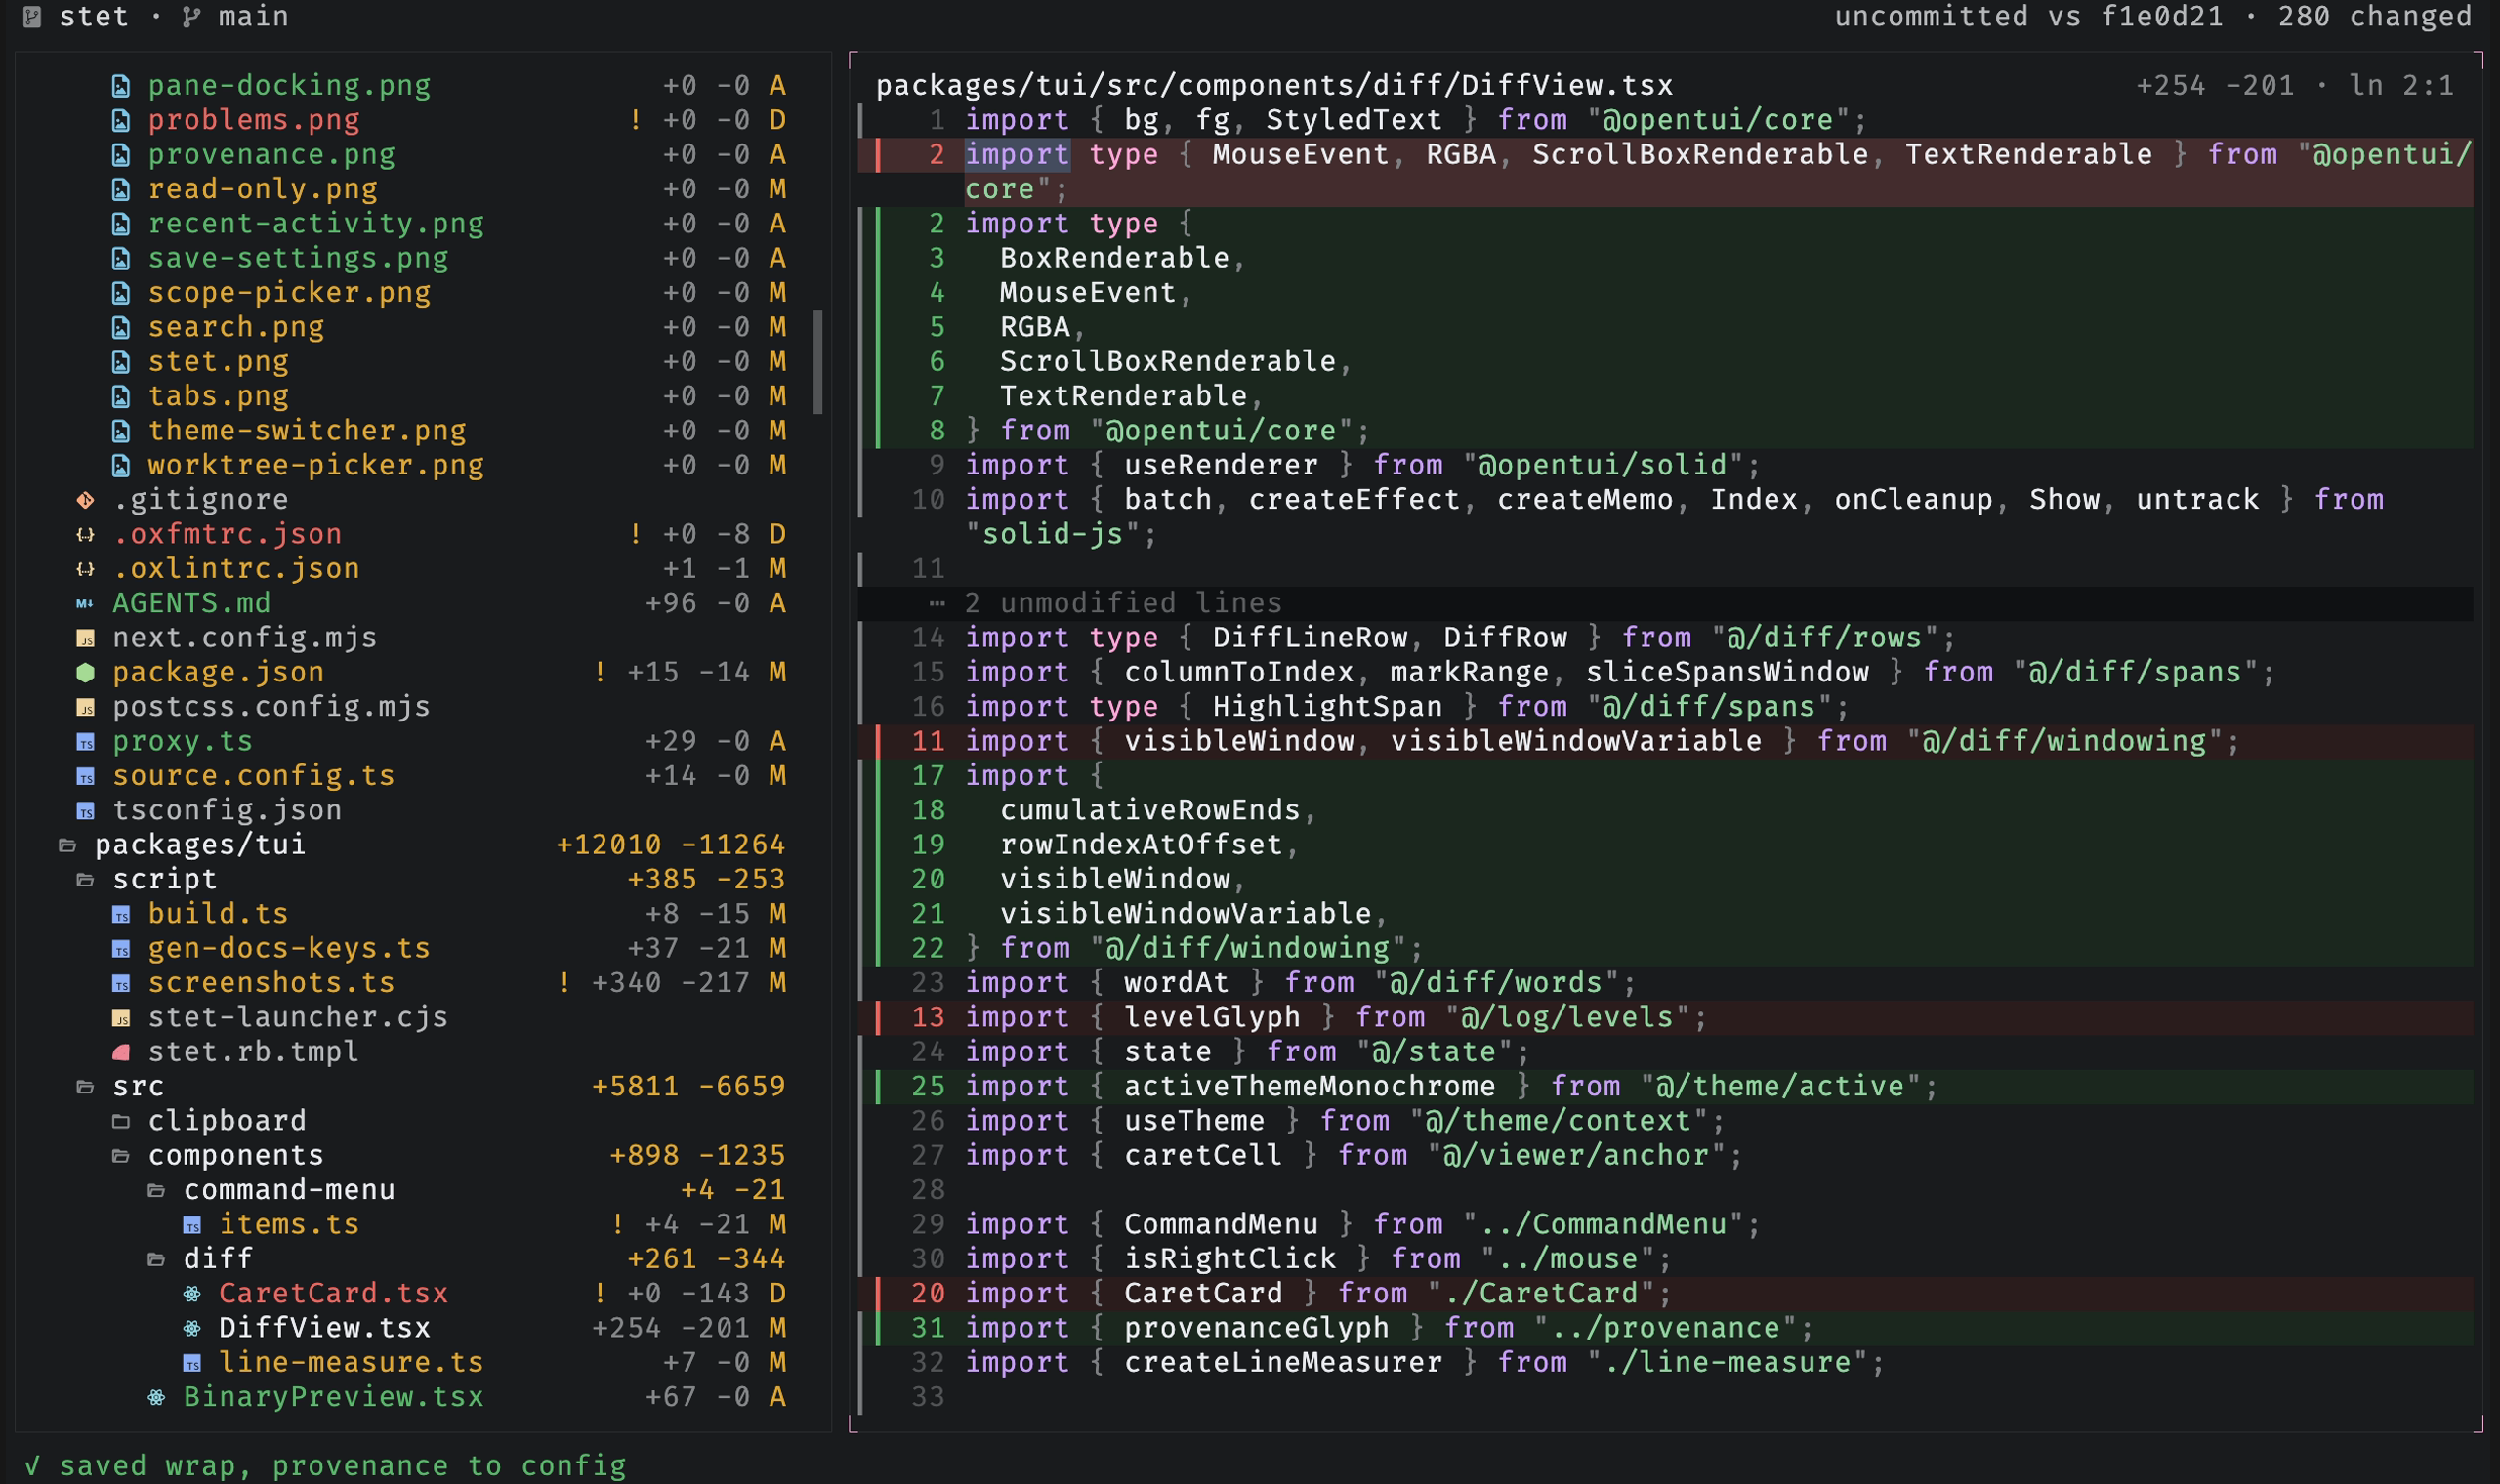 stet · main
uncommitted vs f1e0d21 · 280 changed
pane-docking.png +0 -0 A
problems.png ! +0 -0 D
provenance.png +0 -0 A
read-only.png +0 -0 M
recent-activity.png +0 -0 A
save-settings.png +0 -0 A
scope-picker.png +0 -0 M
search.png +0 -0 M
stet.png +0 -0 M
tabs.png +0 -0 M
theme-switcher.png +0 -0 M
worktree-picker.png +0 -0 M
.gitignore
{..} .oxfmtrc.json ! +0 -8 D
{..} .oxlintrc.json +1 -1 M
M↓ AGENTS.md +96 -0 A
JS next.config.mjs
package.json ! +15 -14 M
JS postcss.config.mjs
TS proxy.ts +29 -0 A
TS source.config.ts +14 -0 M
TS tsconfig.json
packages/tui +12010 -11264
script +385 -253
TS build.ts +8 -15 M
TS gen-docs-keys.ts +37 -21 M
TS screenshots.ts ! +340 -217 M
JS stet-launcher.cjs
stet.rb.tmpl
src +5811 -6659
clipboard
components +898 -1235
command-menu +4 -21
TS items.ts ! +4 -21 M
diff +261 -344
CaretCard.tsx ! +0 -143 D
DiffView.tsx +254 -201 M
TS line-measure.ts +7 -0 M
BinaryPreview.tsx +67 -0 A
packages/tui/src/components/diff/DiffView.tsx +254 -201 · ln 2:1
1 import { bg, fg, StyledText } from "@opentui/core";
2 import type { MouseEvent, RGBA, ScrollBoxRenderable, TextRenderable } from "@opentui/
core";
2 import type {
3 BoxRenderable,
4 MouseEvent,
5 RGBA,
6 ScrollBoxRenderable,
7 TextRenderable,
8 } from "@opentui/core";
9 import { useRenderer } from "@opentui/solid";
10 import { batch, createEffect, createMemo, Index, onCleanup, Show, untrack } from
"solid-js";
11
⋯ 2 unmodified lines
14 import type { DiffLineRow, DiffRow } from "@/diff/rows";
15 import { columnToIndex, markRange, sliceSpansWindow } from "@/diff/spans";
16 import type { HighlightSpan } from "@/diff/spans";
11 import { visibleWindow, visibleWindowVariable } from "@/diff/windowing";
17 import {
18 cumulativeRowEnds,
19 rowIndexAtOffset,
20 visibleWindow,
21 visibleWindowVariable,
22 } from "@/diff/windowing";
23 import { wordAt } from "@/diff/words";
13 import { levelGlyph } from "@/log/levels";
24 import { state } from "@/state";
25 import { activeThemeMonochrome } from "@/theme/active";
26 import { useTheme } from "@/theme/context";
27 import { caretCell } from "@/viewer/anchor";
28
29 import { CommandMenu } from "../CommandMenu";
30 import { isRightClick } from "../mouse";
20 import { CaretCard } from "./CaretCard";
31 import { provenanceGlyph } from "../provenance";
32 import { createLineMeasurer } from "./line-measure";
33
√ saved wrap, provenance to config